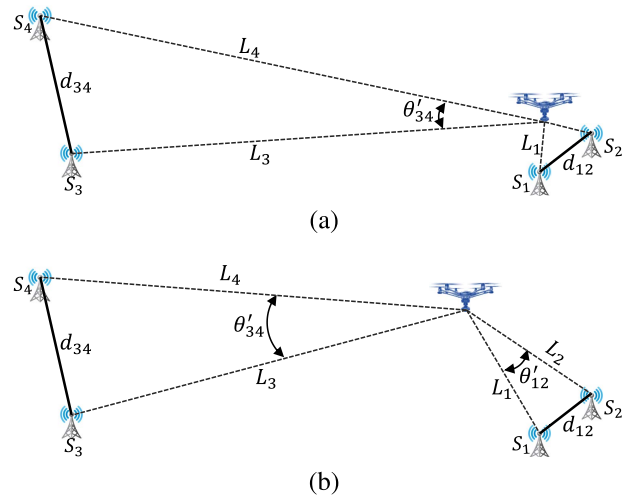 S₄
L₄
d₃₄
θ′₃₄
L₃
L₁
S₂
S₃
S₁
d₁₂
(a)
S₄
L₄
d₃₄
θ′₃₄
L₂
L₃
L₁
θ′₁₂
S₂
S₃
S₁
d₁₂
(b)